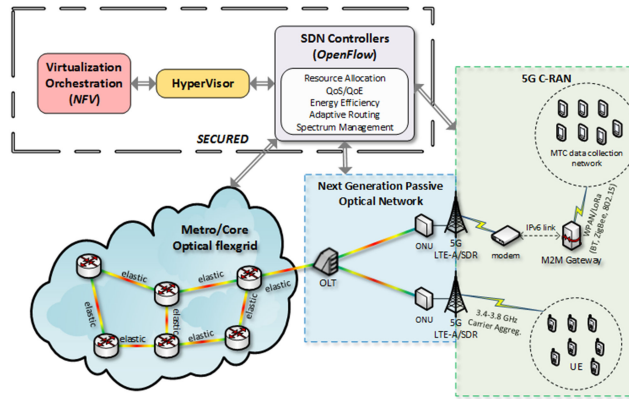 Virtualization
Orchestration
(NFV)
HyperVisor
SDN Controllers
(OpenFlow)
Resource Allocation
QoS/QoE
Energy Efficiency
Adaptive Routing
Spectrum Management
SECURED
5G C-RAN
MTC data collection
network
WPAN/LoRa
(BT, ZigBee, 802.15)
Next Generation Passive
Optical Network
Metro/Core
Optical flexgrid
elastic
elastic
elastic
elastic
elastic
elastic
elastic
elastic
OLT
ONU
5G
LTE-A/SDR
modem
IPv6 link
M2M Gateway
ONU
5G
LTE-A/SDR
3.4-3.8 GHz
Carrier Aggreg.
UE